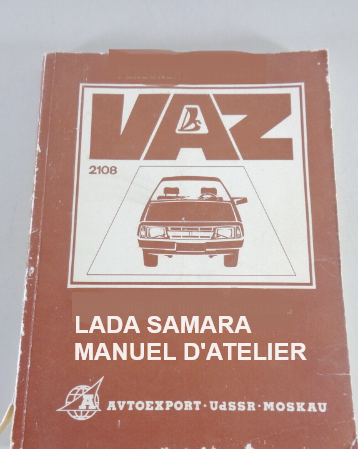 VAZ
2108
LADA SAMARA
MANUEL D'ATELIER
AVTOEXPORT · UdSSR · MOSKAU